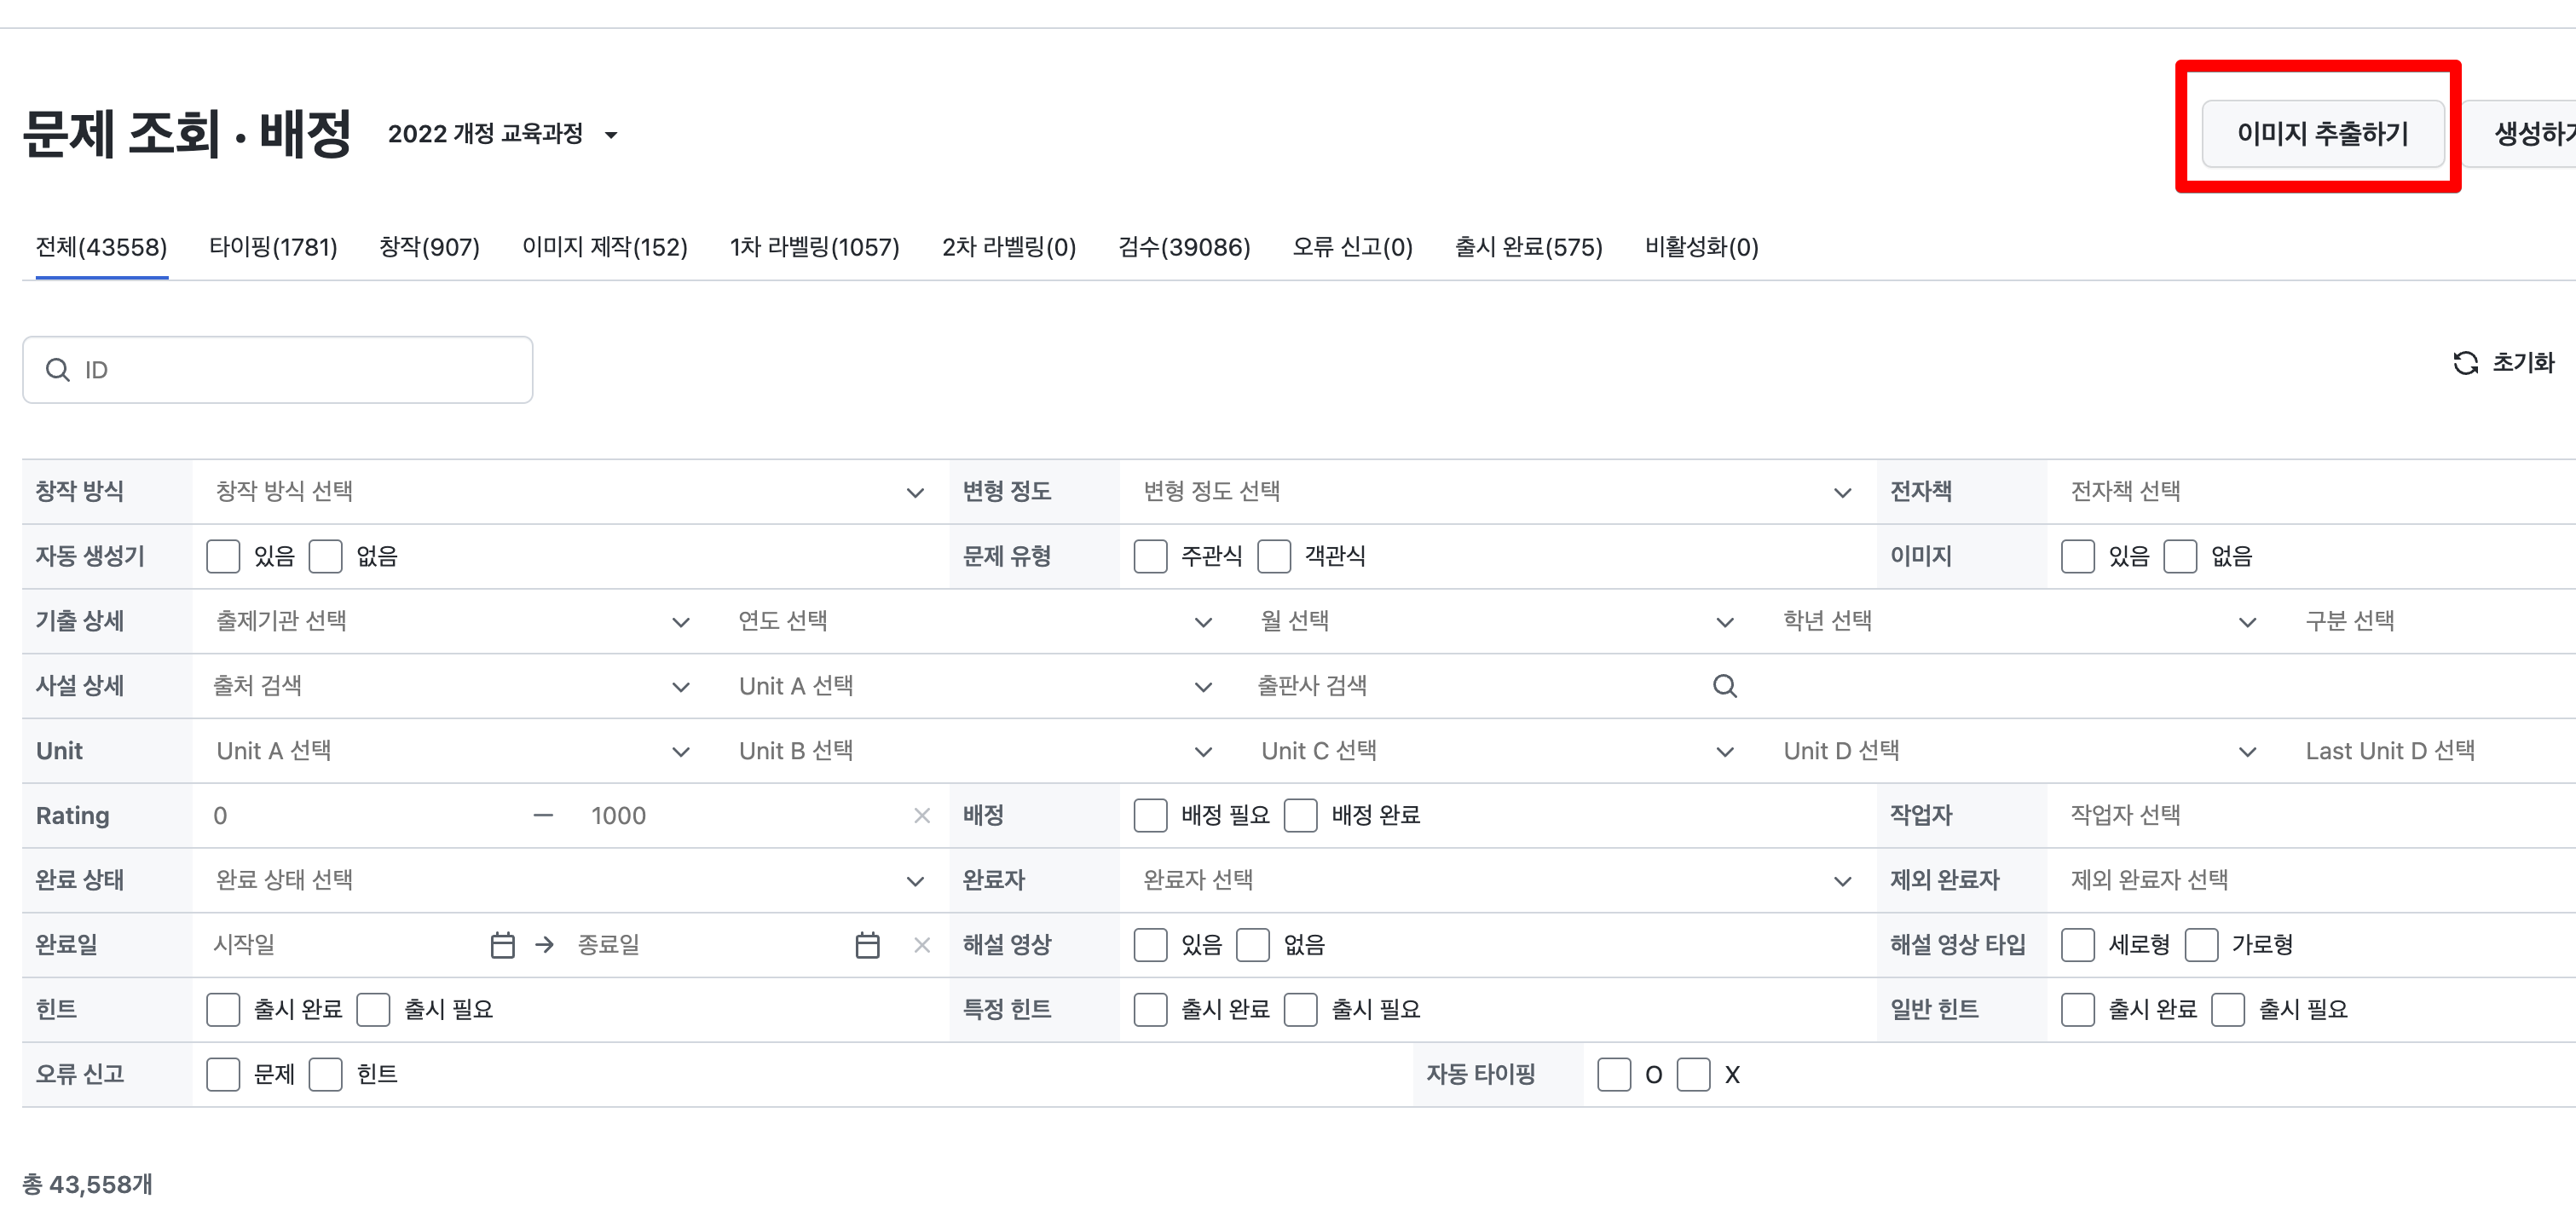 문제 조회 · 배정 2022 개정 교육과정 이미지 추출하기 생성하기
전체(43558) 타이핑(1781) 창작(907) 이미지 제작(152) 1차 라벨링(1057) 2차 라벨링(0) 검수(39086) 오류 신고(0) 출시 완료(575) 비활성화(0)
ID 초기화
창작 방식 창작 방식 선택 변형 정도 변형 정도 선택 전자책 전자책 선택
자동 생성기 있음 없음 문제 유형 주관식 객관식 이미지 있음 없음
기출 상세 출제기관 선택 연도 선택 월 선택 학년 선택 구분 선택
사설 상세 출처 검색 Unit A 선택 출판사 검색
Unit Unit A 선택 Unit B 선택 Unit C 선택 Unit D 선택 Last Unit D 선택
Rating 0 — 1000 배정 배정 필요 배정 완료 작업자 작업자 선택
완료 상태 완료 상태 선택 완료자 완료자 선택 제외 완료자 제외 완료자 선택
완료일 시작일 → 종료일 해설 영상 있음 없음 해설 영상 타입 세로형 가로형
힌트 출시 완료 출시 필요 특정 힌트 출시 완료 출시 필요 일반 힌트 출시 완료 출시 필요
오류 신고 문제 힌트 자동 타이핑 O X
총 43,558개